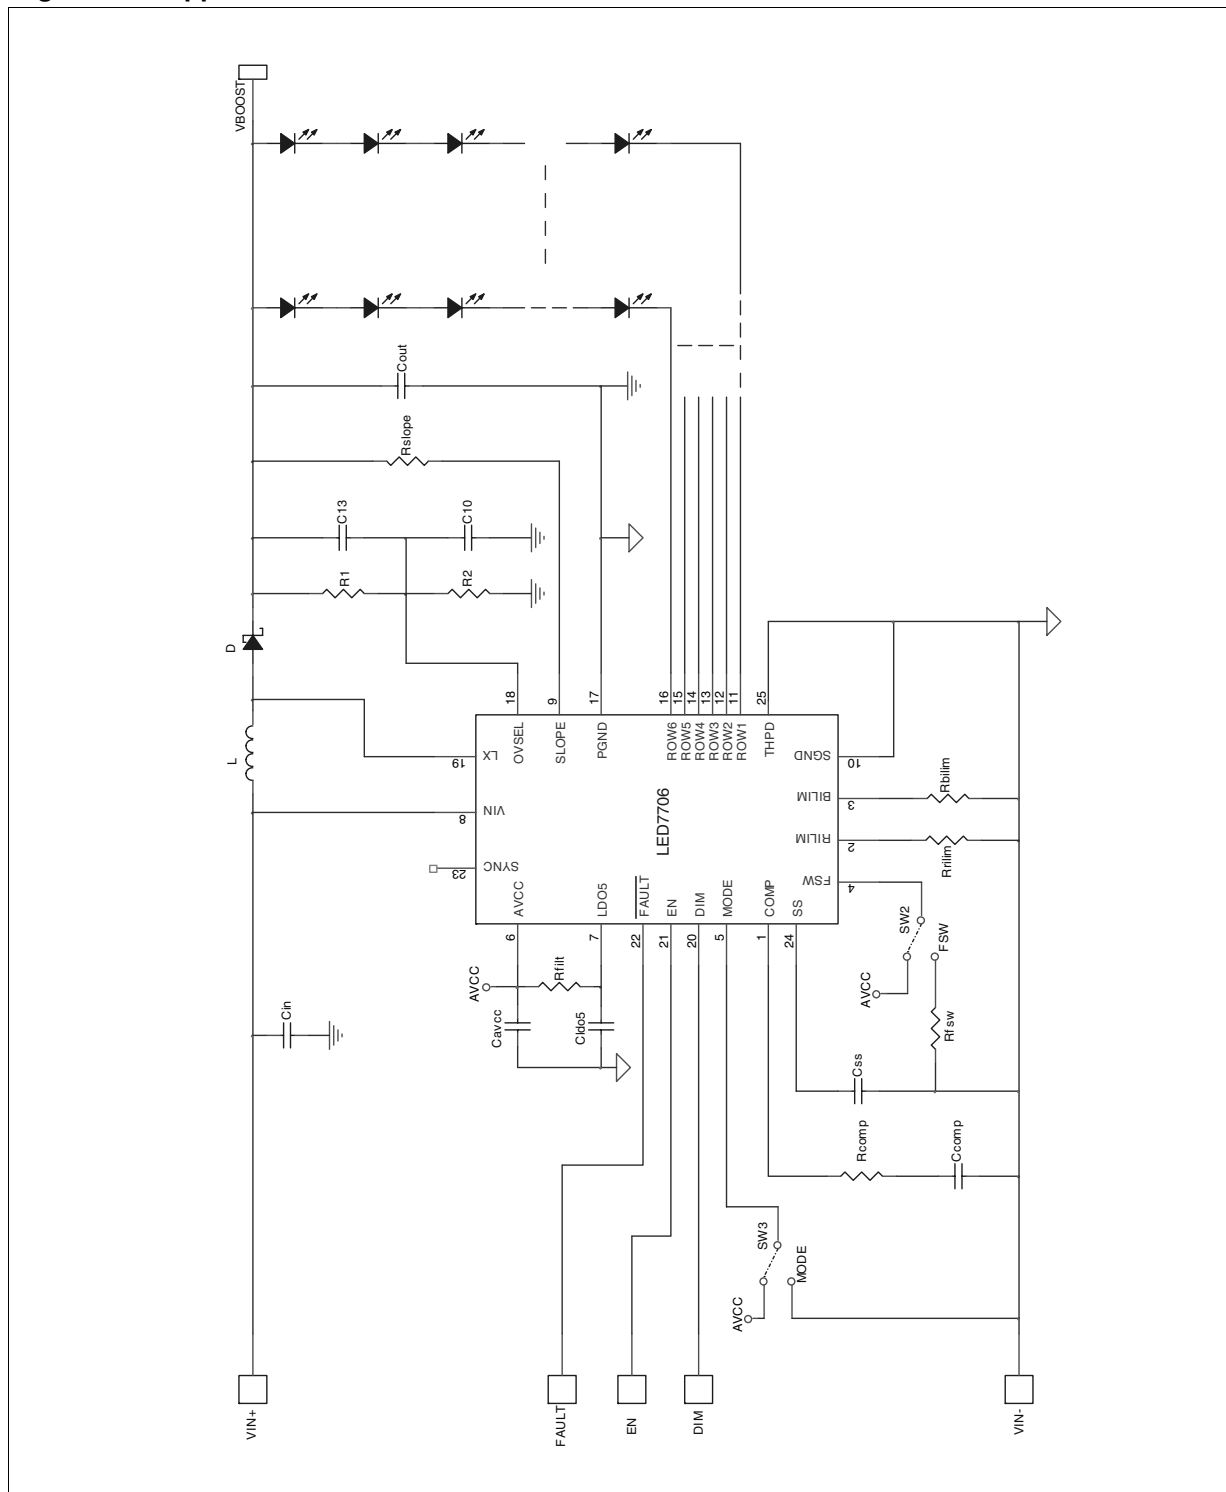 VBOOST
Cout
Rslope
C13
C10
R1
R2
D
L
18
9
17
16
15
14
13
12
11
25
19
LX
OVSEL
SLOPE
PGND
ROW6
ROW5
ROW4
ROW3
ROW2
ROW1
THPD
SGND
10
8
VIN
LED7706
BILIM
3
Rbilim
RILIM
2
Rrilim
23
SYNC
AVCC
LDO5
FAULT
EN
DIM
MODE
COMP
SS
FSW
4
6
7
22
21
20
5
1
24
SW2
FSW
AVCC
Rfilt
AVCC
Cin
Cavcc
Cldo5
Rfsw
Css
Rcomp
Ccomp
SW3
MODE
AVCC
VIN+
FAULT
EN
DIM
VIN-